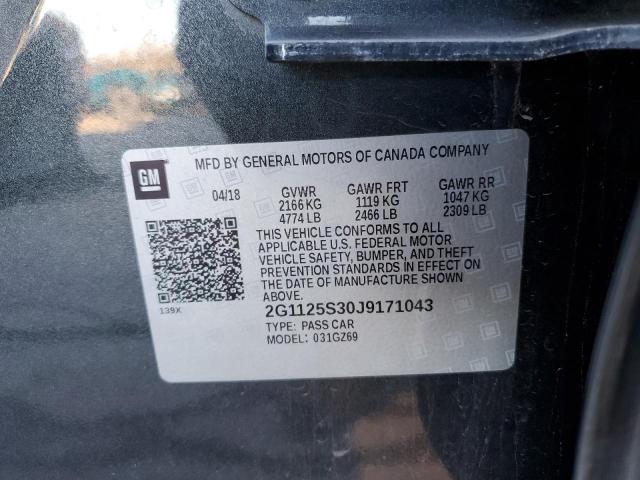 GM
MFD BY GENERAL MOTORS OF CANADA COMPANY
04/18 GVWR GAWR FRT GAWR RR
2166 KG 1119 KG 1047 KG
4774 LB 2466 LB 2309 LB
THIS VEHICLE CONFORMS TO ALL
APPLICABLE U.S. FEDERAL MOTOR
VEHICLE SAFETY, BUMPER, AND THEFT
PREVENTION STANDARDS IN EFFECT ON
THE DATE OF MANUFACTURE SHOWN
ABOVE.
139X
2G1125S30J9171043
TYPE: PASS CAR
MODEL: 031GZ69